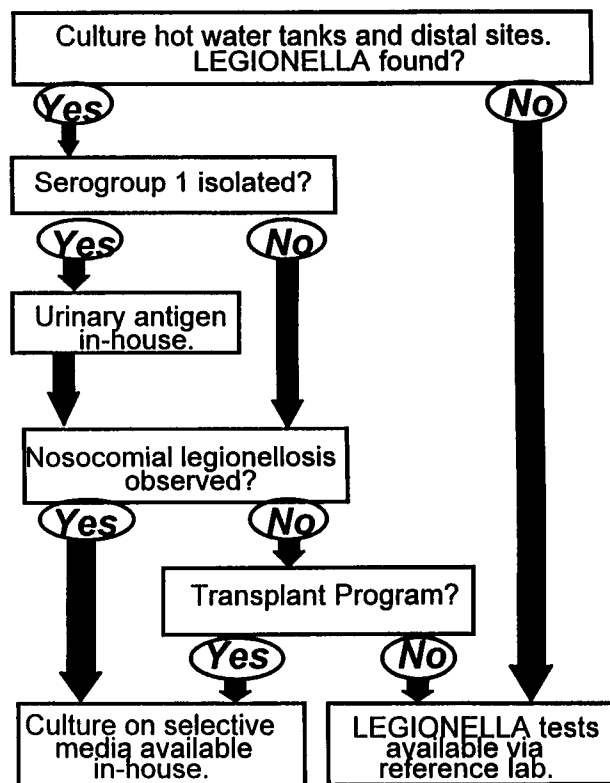 Culture hot water tanks and distal sites.
LEGIONELLA found?
Yes
No
Serogroup 1 isolated?
Yes
No
Urinary antigen
in-house.
Nosocomial legionellosis
observed?
Yes
No
Transplant Program?
Yes
No
Culture on selective
media available
in-house.
LEGIONELLA tests
available via
reference lab.